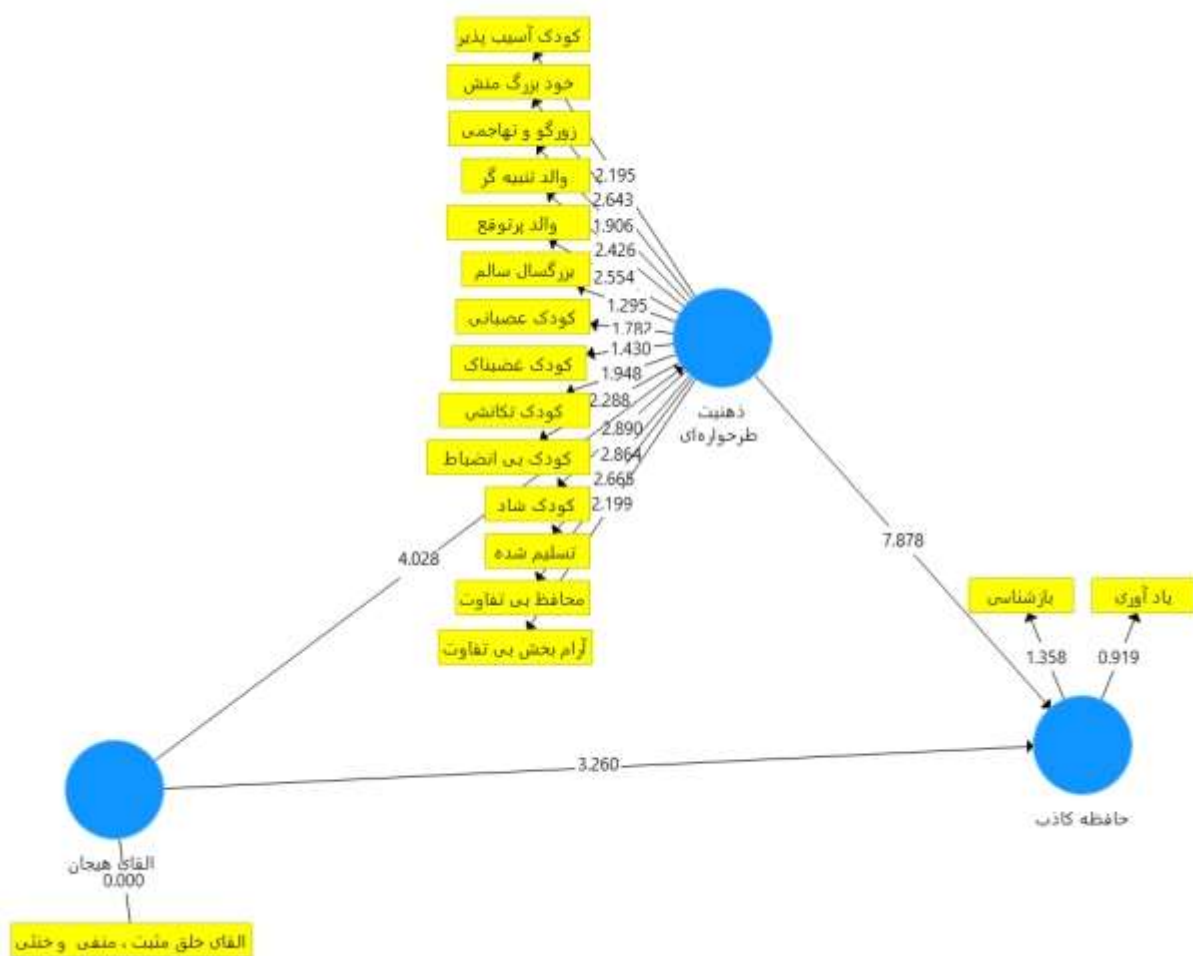 کودک آسیب پذیر
خود بزرگ منش
زورگو و تهاجمی
والد تنبیه گر
والد پرتوقع
بزرگسال سالم
کودک عصبانی
کودک غضبناک
کودک تکانشی
کودک بی انضباط
کودک شاد
تسلیم شده
محافظ بی تفاوت
آرام بخش بی تفاوت
2.195
2.643
1.906
2.426
2.554
1.295
1.782
1.430
1.948
2.288
2.890
2.864
2.665
2.199
ذهنیت
طرحواره‌ای
4.028
7.878
3.260
بازشناسی
یاد آوری
1.358
0.919
حافظه کاذب
القای هیجان
0.000
القای خلق مثبت ، منفی و خنثی